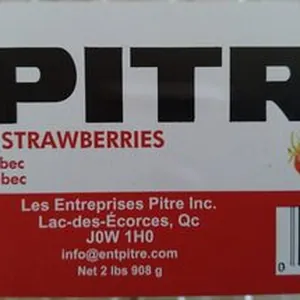 PITR
STRAWBERRIES
bec
bec
Les Entreprises Pitre Inc.
Lac-des-Écorces, Qc
J0W 1H0
info@entpitre.com
Net 2 lbs 908 g
0